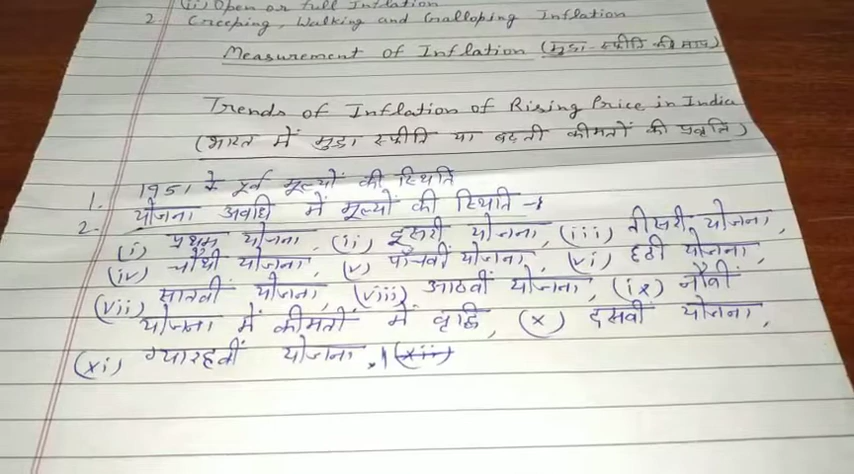 (ii) Open or full Inflation
2. Creeping, Walking and Galloping Inflation
Measurement of Inflation (मुद्रा-स्फीति की माप)
Trends of Inflation of Rising Price in India
(भारत में मुद्रा स्फीति या बढ़ती कीमतों की प्रवृति)
1. 1951 से पूर्व मूल्यों की स्थिति
2. योजना अवधि में मूल्यों की स्थिति →
(i) प्रथम योजना, (ii) दूसरी योजना, (iii) तीसरी योजना,
(iv) चौथी योजना, (v) पाँचवीं योजना, (vi) छठी योजना,
(vii) सातवीं योजना, (viii) आठवीं योजना, (ix) नौवीं
योजना में कीमतों में वृद्धि, (x) दसवीं योजना,
(xi) ग्यारहवीं योजना ।(xii)